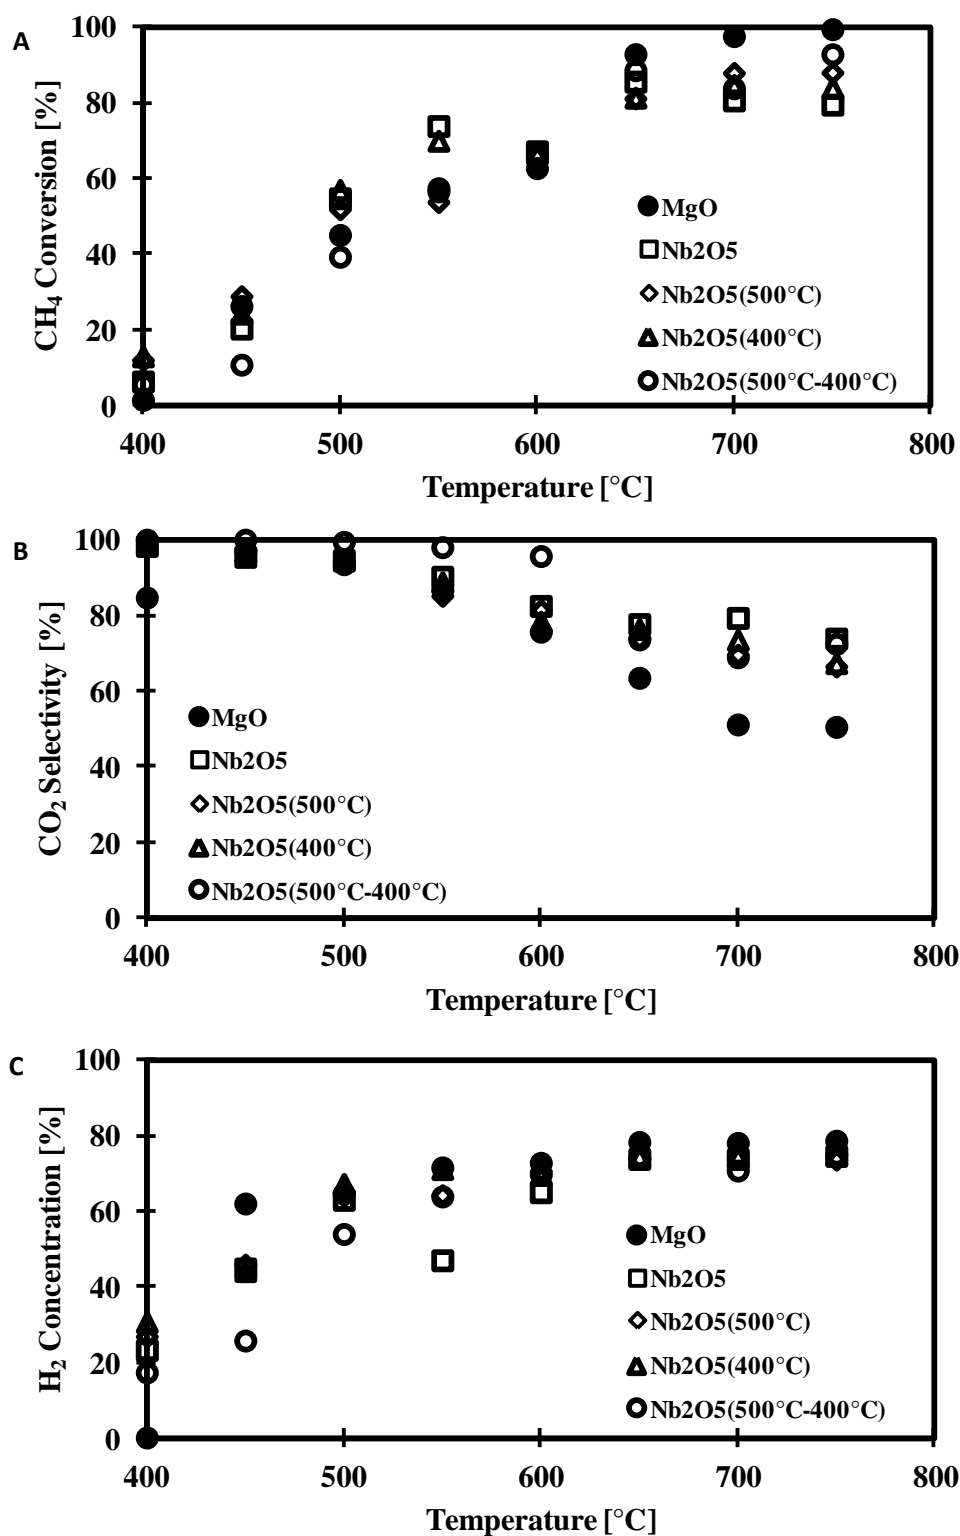 A
CH4 Conversion [%]
100
80
60
40
20
0
MgO
Nb2O5
Nb2O5(500°C)
Nb2O5(400°C)
Nb2O5(500°C-400°C)
400 500 600 700 800
Temperature [°C]
B
CO2 Selectivity [%]
100
80
60
40
20
0
MgO
Nb2O5
Nb2O5(500°C)
Nb2O5(400°C)
Nb2O5(500°C-400°C)
400 500 600 700 800
Temperature [°C]
C
H2 Concentration [%]
100
80
60
40
20
0
MgO
Nb2O5
Nb2O5(500°C)
Nb2O5(400°C)
Nb2O5(500°C-400°C)
400 500 600 700 800
Temperature [°C]